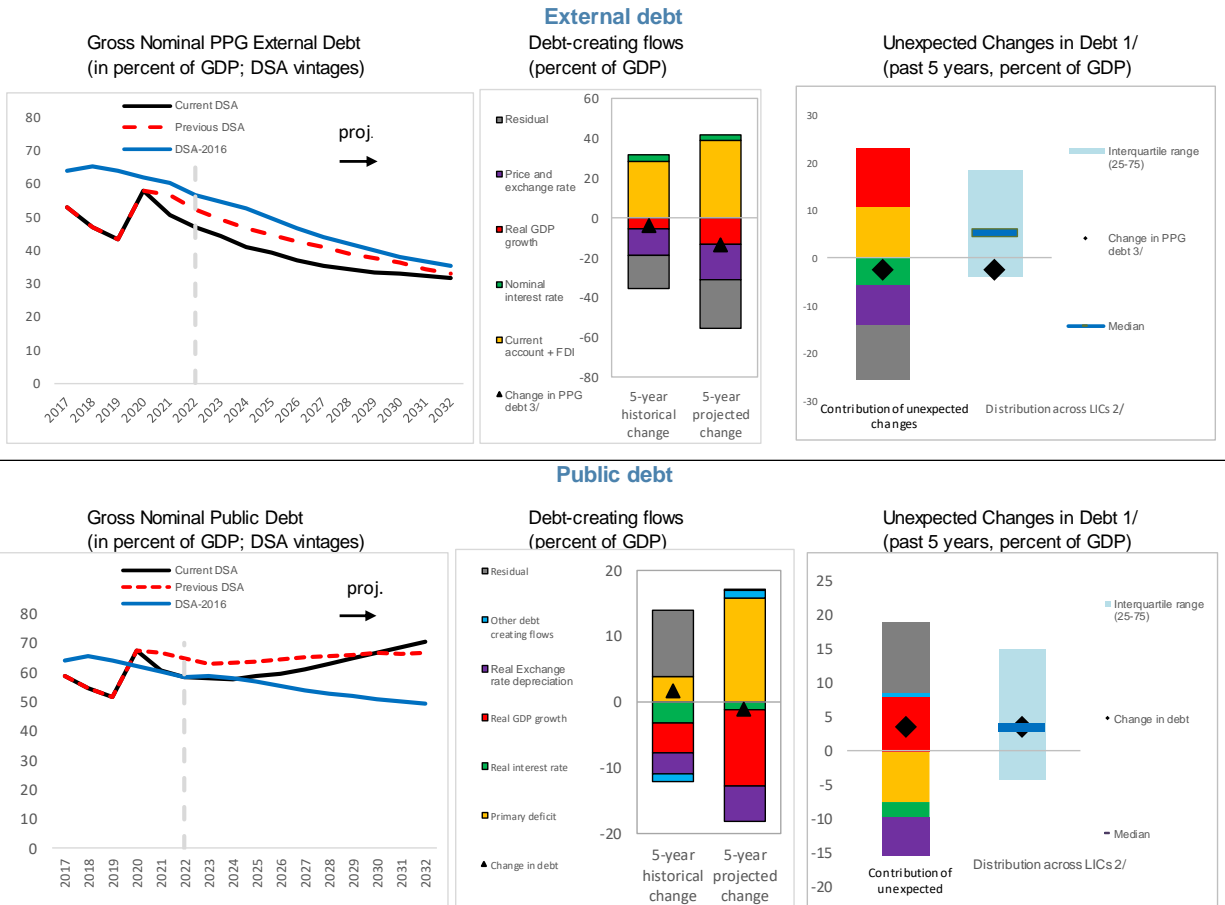 External debt
Gross Nominal PPG External Debt
(in percent of GDP; DSA vintages)
Current DSA
Previous DSA
DSA-2016
proj.
80
70
60
50
40
30
20
10
0
2017
2018
2019
2020
2021
2022
2023
2024
2025
2026
2027
2028
2029
2030
2031
2032
Debt-creating flows
(percent of GDP)
Residual
Price and
exchange rate
Real GDP
growth
Nominal
interest rate
Current
account + FDI
Change in PPG
debt 3/
60
40
20
0
-20
-40
-60
-80
5-year
historical
change
5-year
projected
change
Unexpected Changes in Debt 1/
(past 5 years, percent of GDP)
30
20
10
0
-10
-20
-30
Interquartile range
(25-75)
Change in PPG
debt 3/
Median
Contribution of unexpected
changes
Distribution across LICs 2/
Public debt
Gross Nominal Public Debt
(in percent of GDP; DSA vintages)
Current DSA
Previous DSA
DSA-2016
proj.
80
70
60
50
40
30
20
10
0
2017
2018
2019
2020
2021
2022
2023
2024
2025
2026
2027
2028
2029
2030
2031
2032
Debt-creating flows
(percent of GDP)
Residual
Other debt
creating flows
Real Exchange
rate depreciation
Real GDP growth
Real interest rate
Primary deficit
Change in debt
20
10
0
-10
-20
5-year
historical
change
5-year
projected
change
Unexpected Changes in Debt 1/
(past 5 years, percent of GDP)
25
20
15
10
5
0
-5
-10
-15
-20
Interquartile range
(25-75)
Change in debt
Median
Contribution of
unexpected
Distribution across LICs 2/